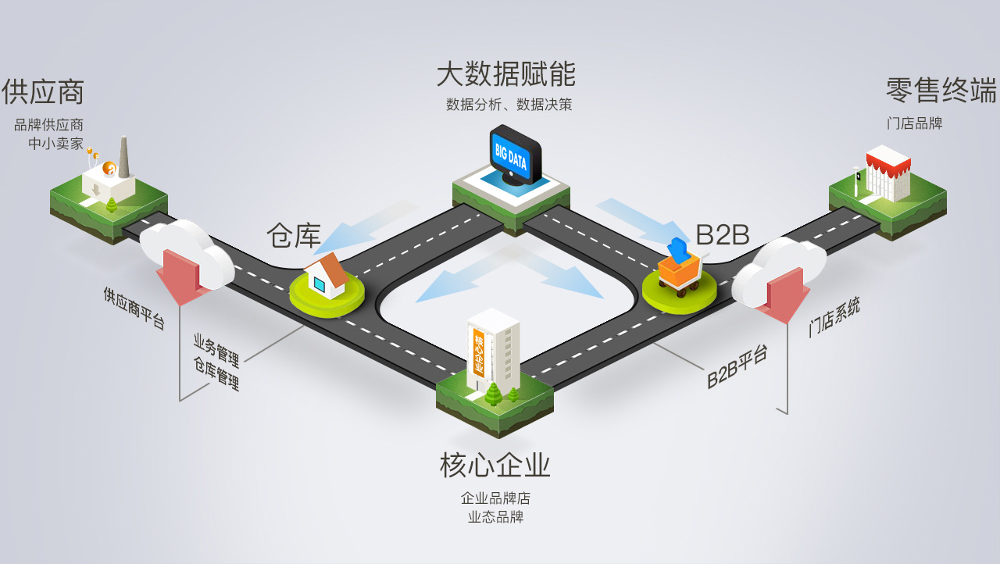 大数据赋能
数据分析、数据决策
供应商
品牌供应商
中小卖家
零售终端
门店品牌
BIG DATA
仓库
B2B
供应商平台
业务管理
仓库管理
门店系统
B2B平台
核心企业
核心企业
企业品牌店
业态品牌